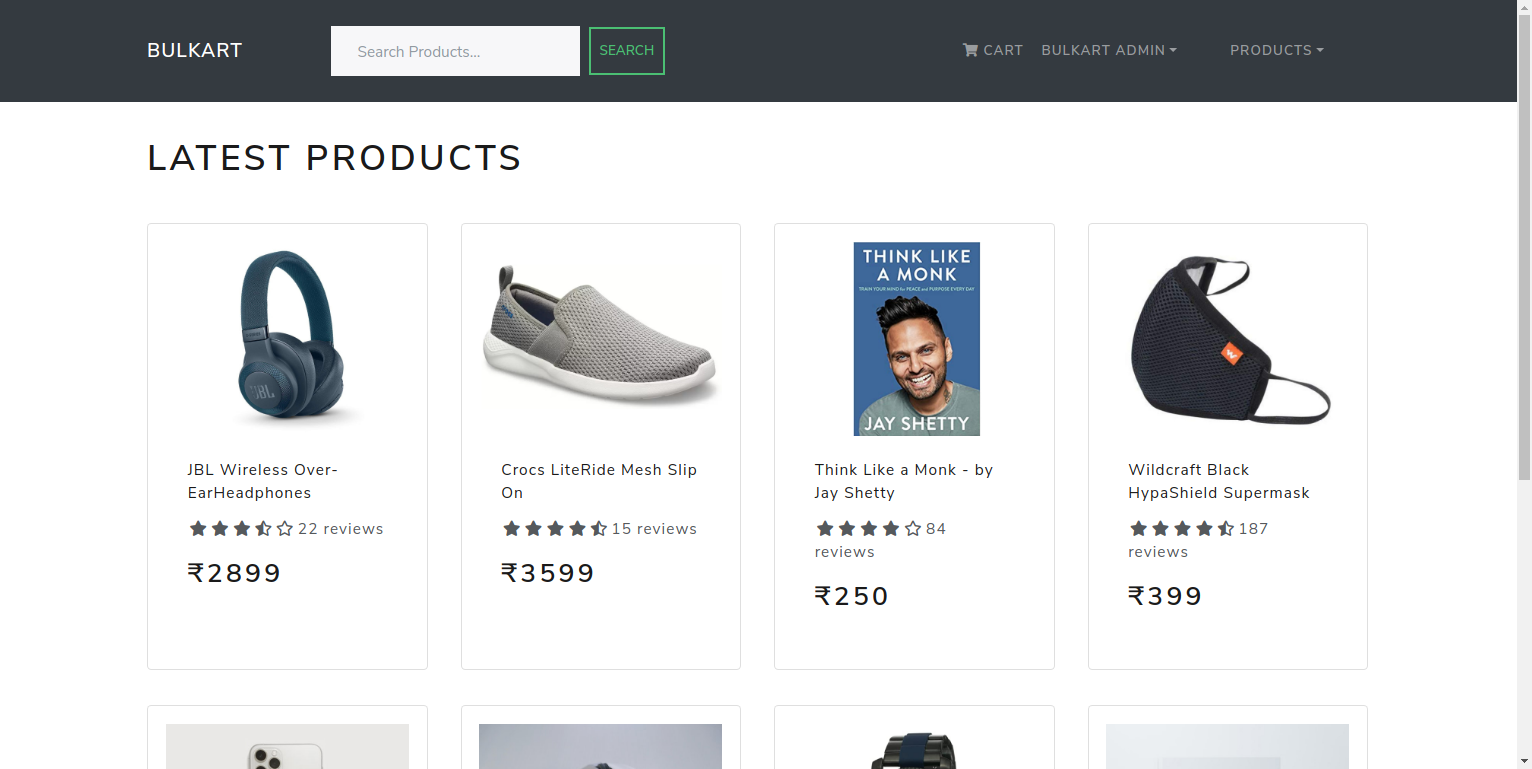 BULKART
Search Products...
SEARCH
CART
BULKART ADMIN
PRODUCTS
LATEST PRODUCTS
JBL
JBL Wireless Over-
EarHeadphones
22 reviews
₹2899
Crocs LiteRide Mesh Slip
On
15 reviews
₹3599
THINK LIKE
A MONK
TRAIN YOUR MIND for PEACE and PURPOSE EVERY DAY
JAY SHETTY
Think Like a Monk - by
Jay Shetty
84
reviews
₹250
W
Wildcraft Black
HypaShield Supermask
187
reviews
₹399